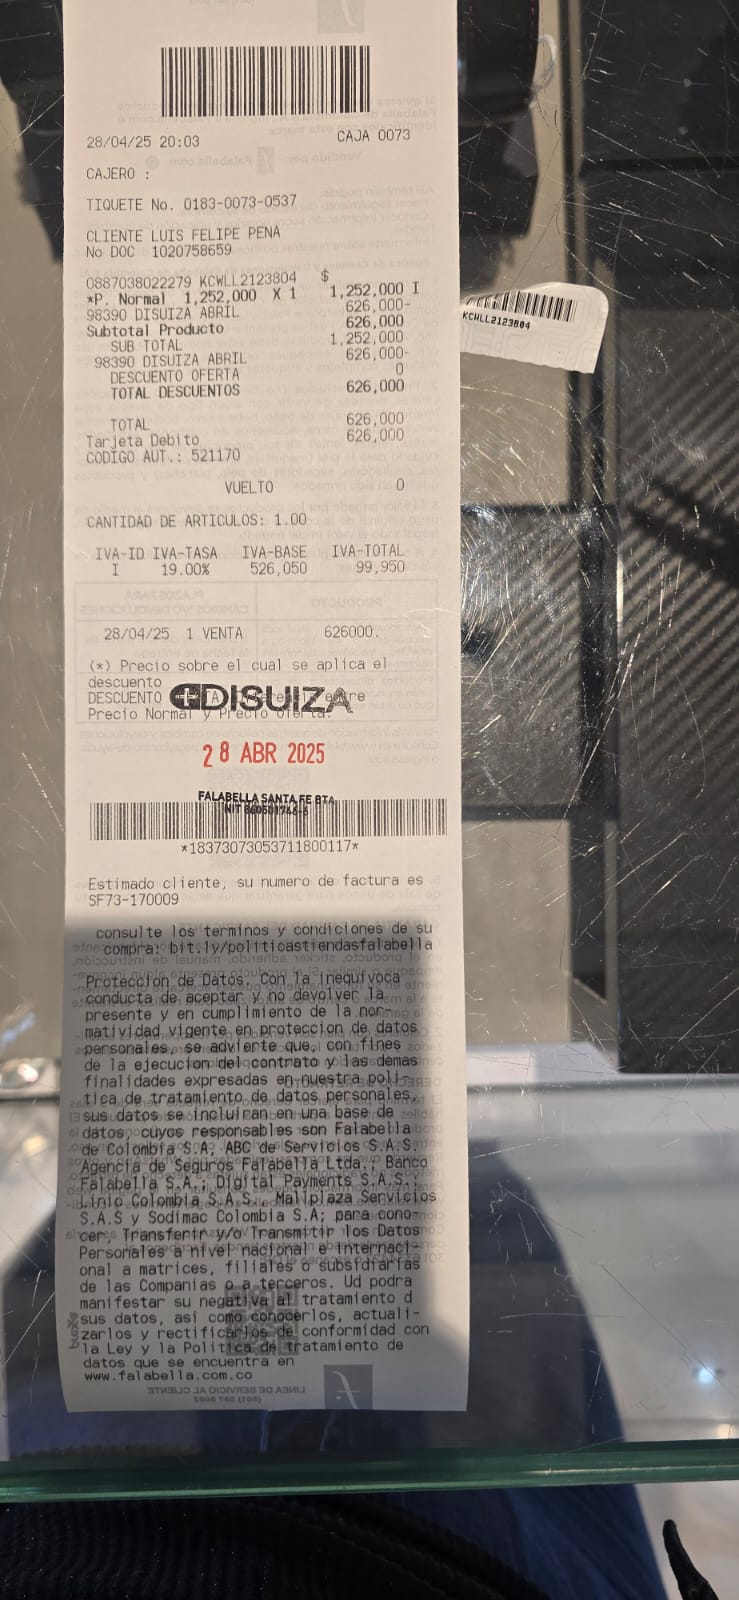 28/04/25 20:03 CAJA 0073
CAJERO :
TIQUETE No. 0183-0073-0537
CLIENTE LUIS FELIPE PENA
No DOC 1020758659
0887038022279 KCWLL2123804 $
*P. Normal 1,252,000 X 1 1,252,000 I
98390 DISUIZA ABRIL 626,000-
Subtotal Producto 626,000
SUB TOTAL 1,252,000
98390 DISUIZA ABRIL 626,000-
DESCUENTO OFERTA 0
TOTAL DESCUENTOS 626,000
TOTAL 626,000
Tarjeta Debito 626,000
CODIGO AUT.: 521170
VUELTO 0
CANTIDAD DE ARTICULOS: 1.00
IVA-ID IVA-TASA IVA-BASE IVA-TOTAL
I 19.00% 526,050 99,950
28/04/25 1 VENTA 626000.
(*) Precio sobre el cual se aplica el
descuento
DESCUENTO
DISUIZA
Precio Normal y Precio Oferta.
28 ABR 2025
FALABELLA SANTA FE BTA
NIT 860501746-6
*18373073053711800117*
Estimado cliente, su numero de factura es
SF73-170009
consulte los terminos y condiciones de su
compra: bit.ly/politicastiendasfalabella
Proteccion de Datos. Con la inequivoca
conducta de aceptar y no devolver la
presente y en cumplimiento de la nor-
matividad vigente en proteccion de datos
personales, se advierte que, con fines
de la ejecucion del contrato y las demas
finalidades expresadas en nuestra poli-
tica de tratamiento de datos personales,
sus datos se incluiran en una base de
datos, cuyos responsables son Falabella
de Colombia S.A, ABC de Servicios S.A.S.
Agencia de Seguros Falabella Ltda.; Banco
Falabella S.A.; Digital Payments S.A.S.;
Linio Colombia S.A.S., Mallplaza Servicios
S.A.S y Sodimac Colombia S.A; para cono-
cer, Transferir y/o Transmitir los Datos
Personales a nivel nacional o internaci-
onal a matrices, filiales o subsidiarias
de las Companias o a terceros. Ud podra
manifestar su negativa al tratamiento d
sus datos, asi como conocerlos, actuali-
zarlos y rectificarlos de conformidad con
la Ley y la Politica de tratamiento de
datos que se encuentra en
www.falabella.com.co
KCWLL2123804